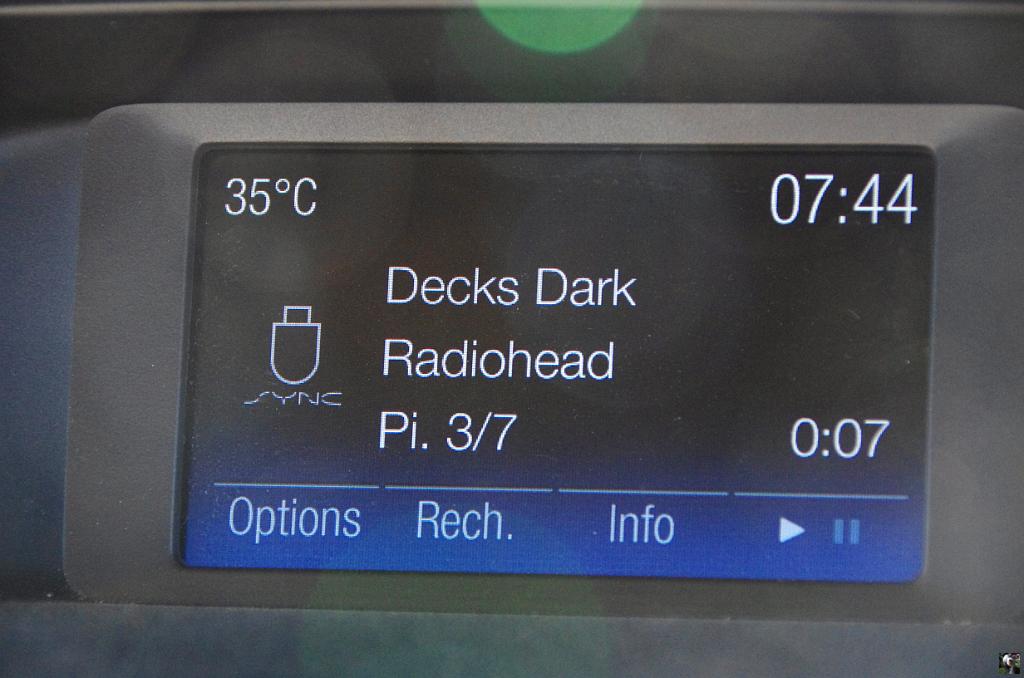 35°C 07:44
Decks Dark
Radiohead
SYNC
Pi. 3/7 0:07
Options Rech. Info